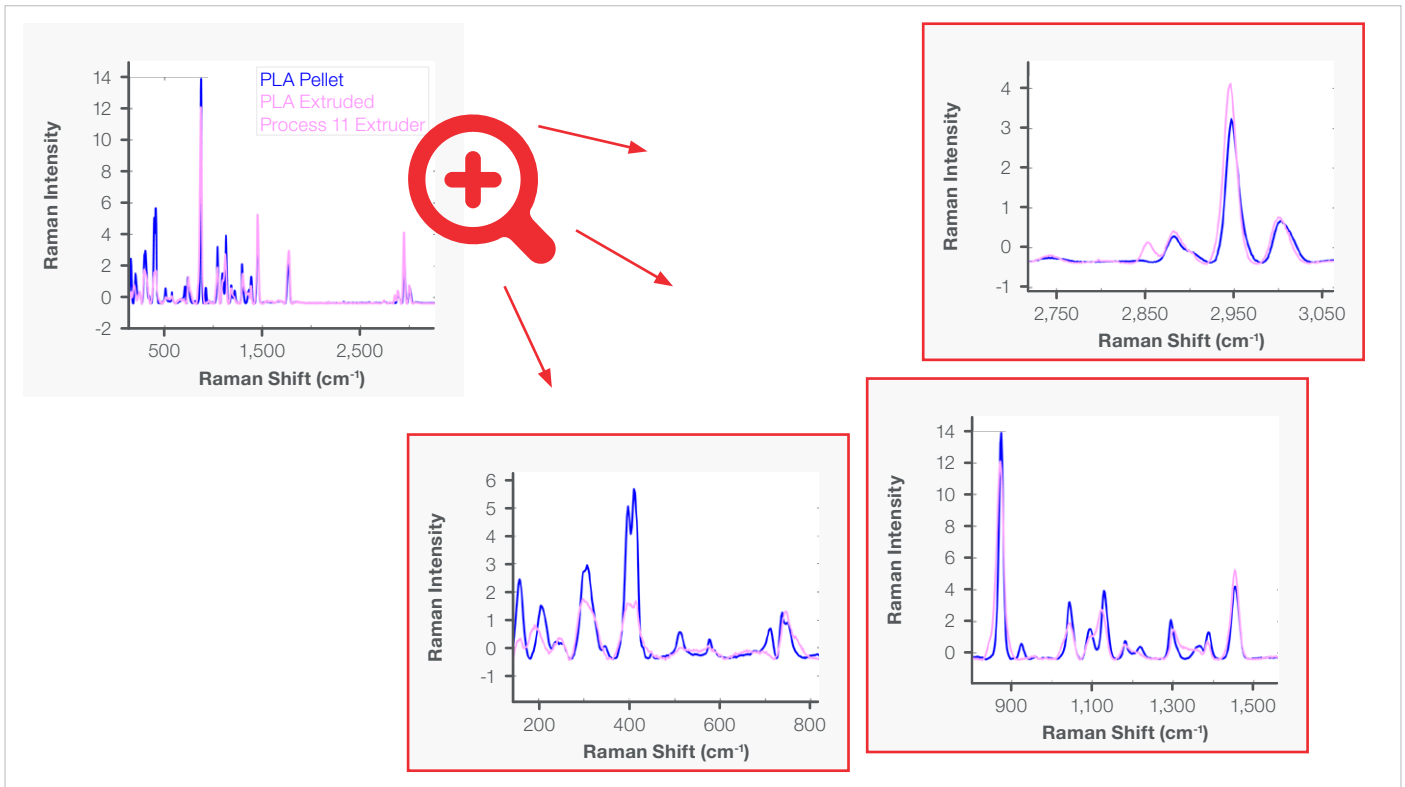 14
12
10
8
6
4
2
0
-2
Raman Intensity
PLA Pellet
PLA Extruded
Process 11 Extruder
500 1,500 2,500
Raman Shift (cm⁻¹)
4
3
2
1
0
-1
Raman Intensity
2,750 2,850 2,950 3,050
Raman Shift (cm⁻¹)
6
5
4
3
2
1
0
-1
Raman Intensity
200 400 600 800
Raman Shift (cm⁻¹)
14
12
10
8
6
4
2
0
Raman Intensity
900 1,100 1,300 1,500
Raman Shift (cm⁻¹)